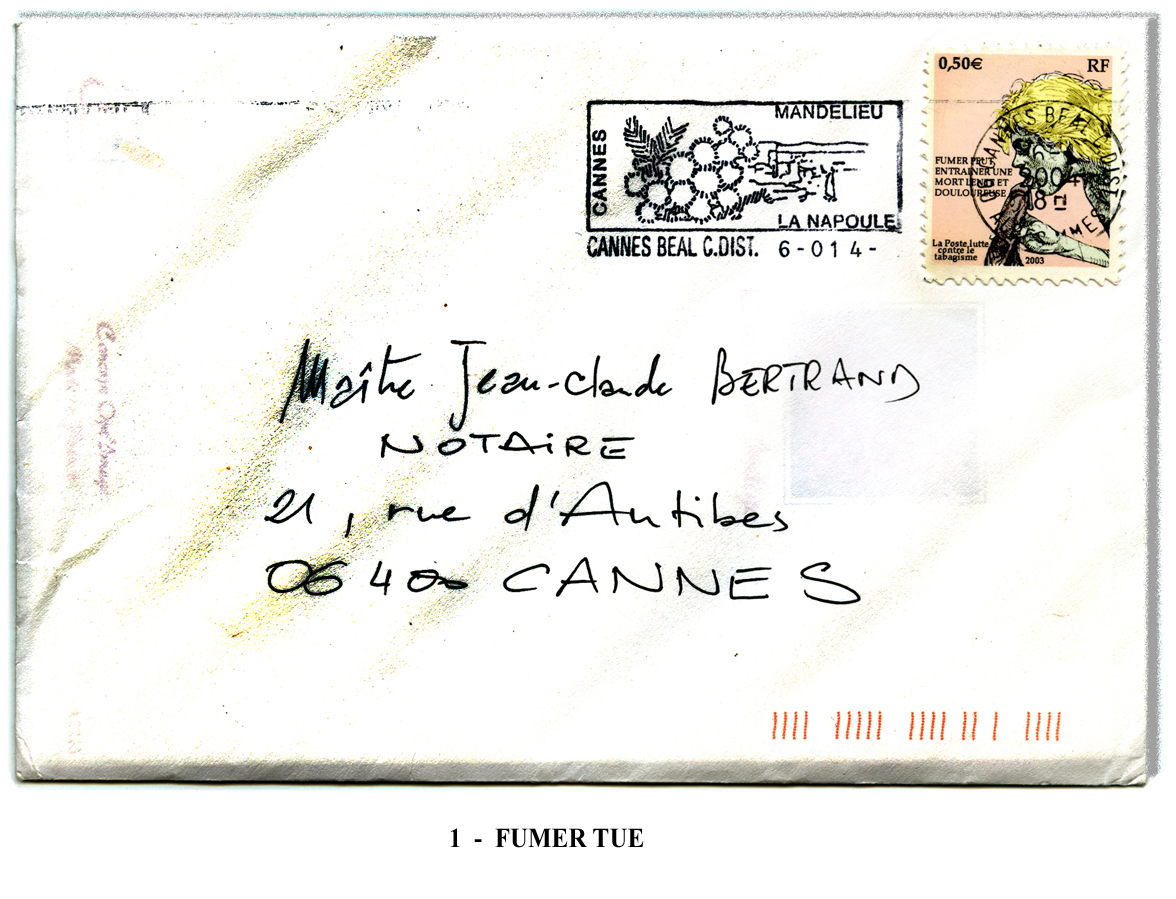 0,50€ RF
MANDELIEU
CANNES
LA NAPOULE
CANNES BEAL C.DIST. 6-014-
FUMER PEUT
ENTRAÎNER UNE
MORT LENTE ET
DOULOUREUSE
La Poste lutte
contre le
tabagisme
2003
Maître Jean-Claude BERTRAND
NOTAIRE
21, rue d'Antibes
06400 CANNES
1 - FUMER TUE